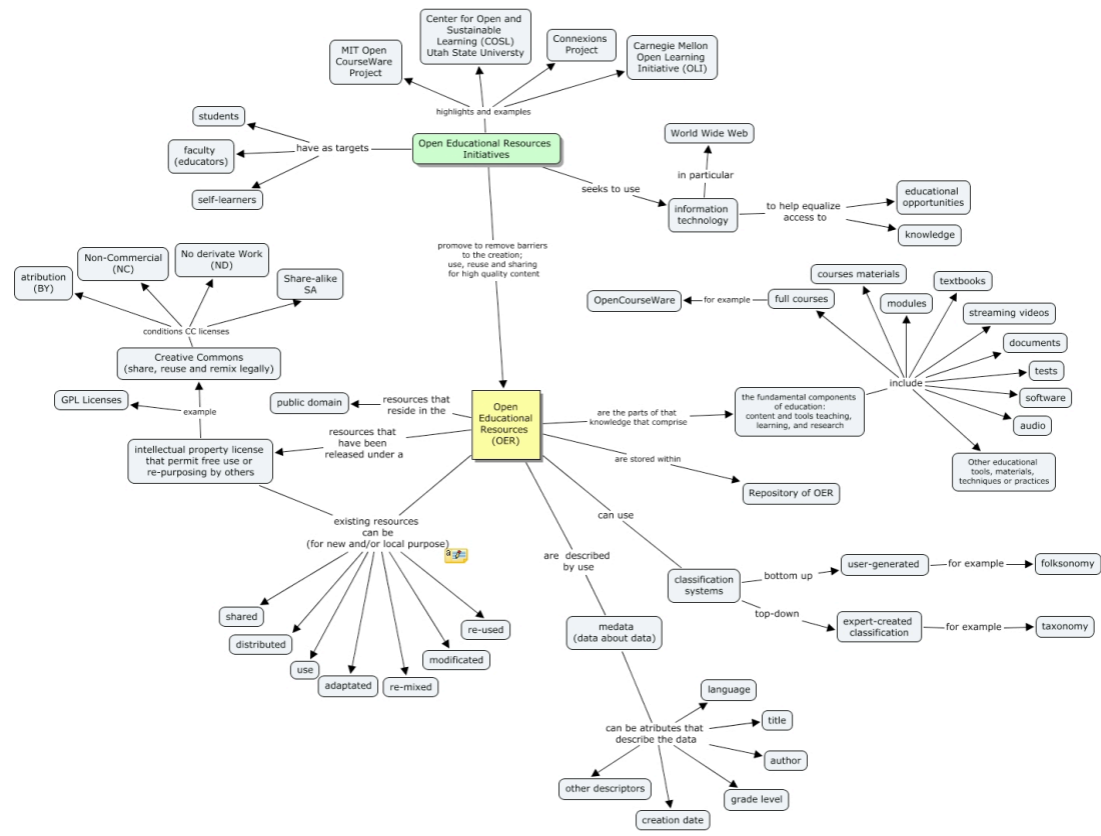 Center for Open and
Sustainable
Learning (COSL)
Utah State Universty
MIT Open
CourseWare
Project
Connexions
Project
Carnegie Mellon
Open Learning
Initiative (OLI)
highlights and examples
students
faculty
(educators)
self-learners
have as targets
Open Educational Resources
Initiatives
seeks to use
World Wide Web
in particular
information
technology
to help equalize
access to
educational
opportunities
knowledge
promove to remove barriers
to the creation;
use, reuse and sharing
for high quality content
atribution
(BY)
Non-Commercial
(NC)
No derivate Work
(ND)
Share-alike
SA
conditions CC licenses
Creative Commons
(share, reuse and remix legally)
GPL Licenses
example
intellectual property license
that permit free use or
re-purposing by others
public domain
resources that
reside in the
resources that
have been
released under a
Open
Educational
Resources
(OER)
are the parts of that
knowledge that comprise
the fundamental components
of education:
content and tools teaching,
learning, and research
include
OpenCourseWare
for example
full courses
courses materials
modules
textbooks
streaming videos
documents
tests
software
audio
Other educational
tools, materials,
techniques or practices
are stored within
Repository of OER
can use
classification
systems
bottom up
user-generated
for example
folksonomy
top-down
expert-created
classification
for example
taxonomy
existing resources
can be
(for new and/or local purpose)
shared
distributed
use
adaptated
re-mixed
modificated
re-used
are described
by use
medata
(data about data)
can be atributes that
describe the data
language
title
author
grade level
creation date
other descriptors